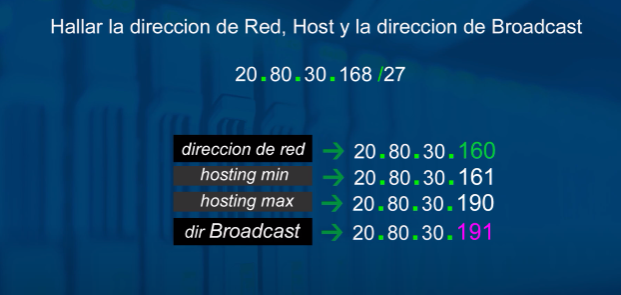 Hallar la direccion de Red, Host y la direccion de Broadcast
20.80.30.168 /27
direccion de red → 20.80.30.160
hosting min → 20.80.30.161
hosting max → 20.80.30.190
dir Broadcast → 20.80.30.191